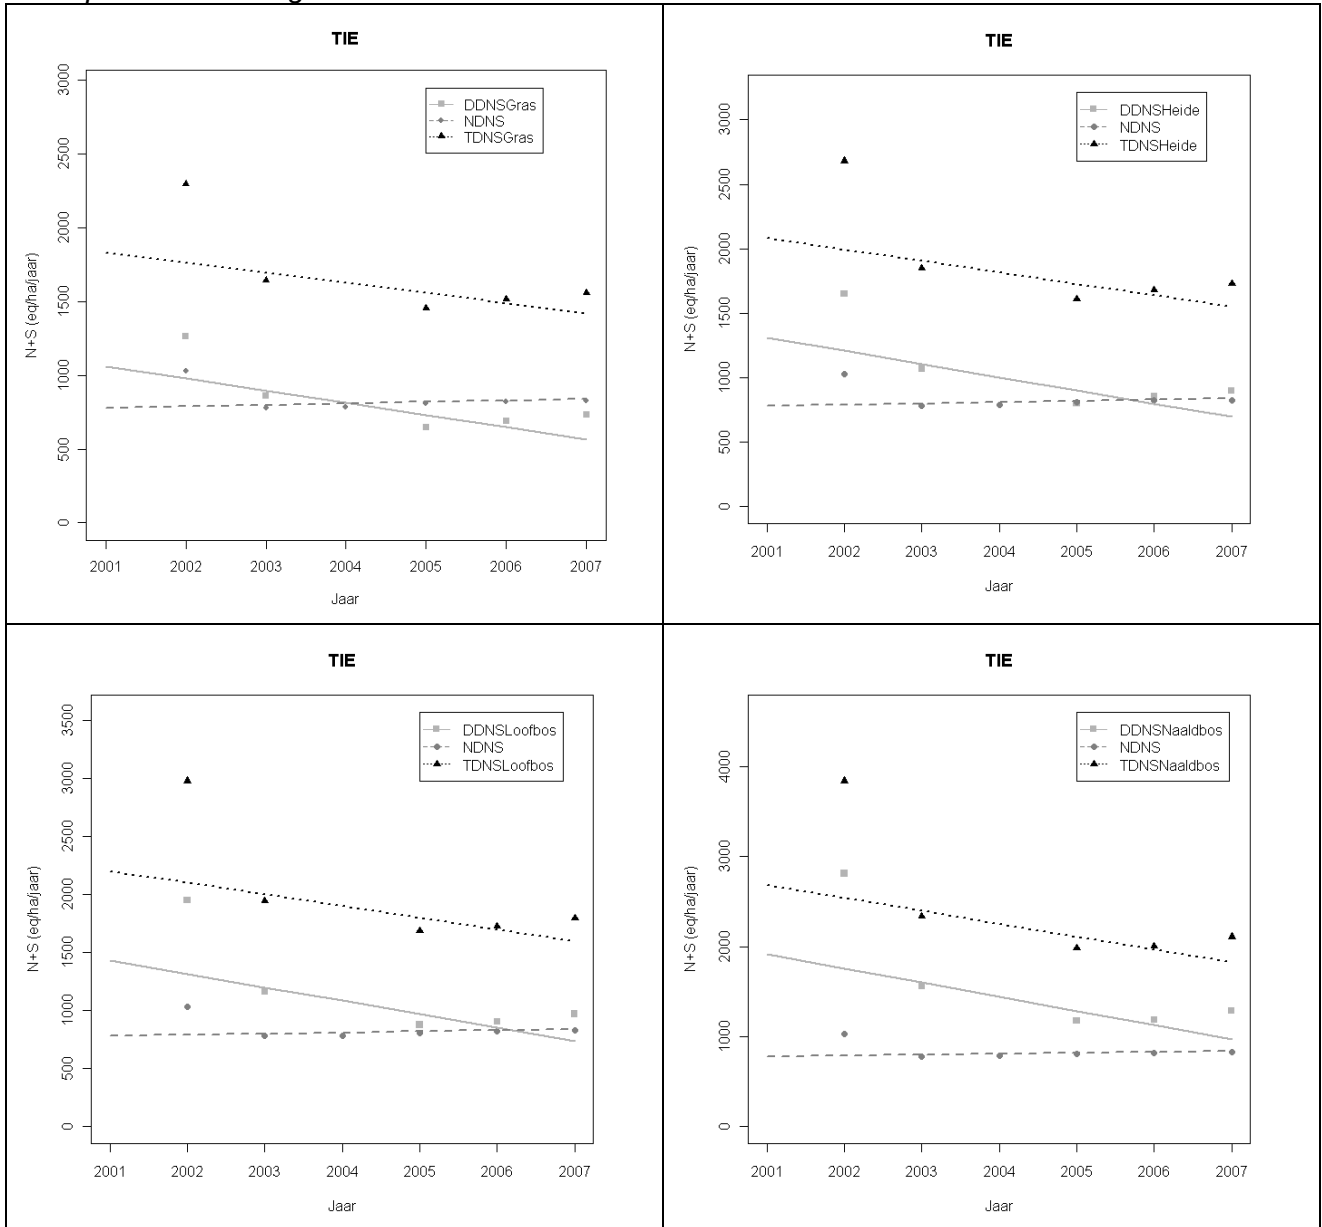 TIE
DDNSGras
NDNS
TDNSGras
N+S (eq/ha/jaar)
3000
2500
2000
1500
1000
500
0
2001 2002 2003 2004 2005 2006 2007
Jaar
TIE
DDNSHeide
NDNS
TDNSHeide
N+S (eq/ha/jaar)
3000
2500
2000
1500
1000
500
0
2001 2002 2003 2004 2005 2006 2007
Jaar
TIE
DDNSLoofbos
NDNS
TDNSLoofbos
N+S (eq/ha/jaar)
3500
3000
2500
2000
1500
1000
500
0
2001 2002 2003 2004 2005 2006 2007
Jaar
TIE
DDNSNaaldbos
NDNS
TDNSNaaldbos
N+S (eq/ha/jaar)
4000
3000
2000
1000
0
2001 2002 2003 2004 2005 2006 2007
Jaar